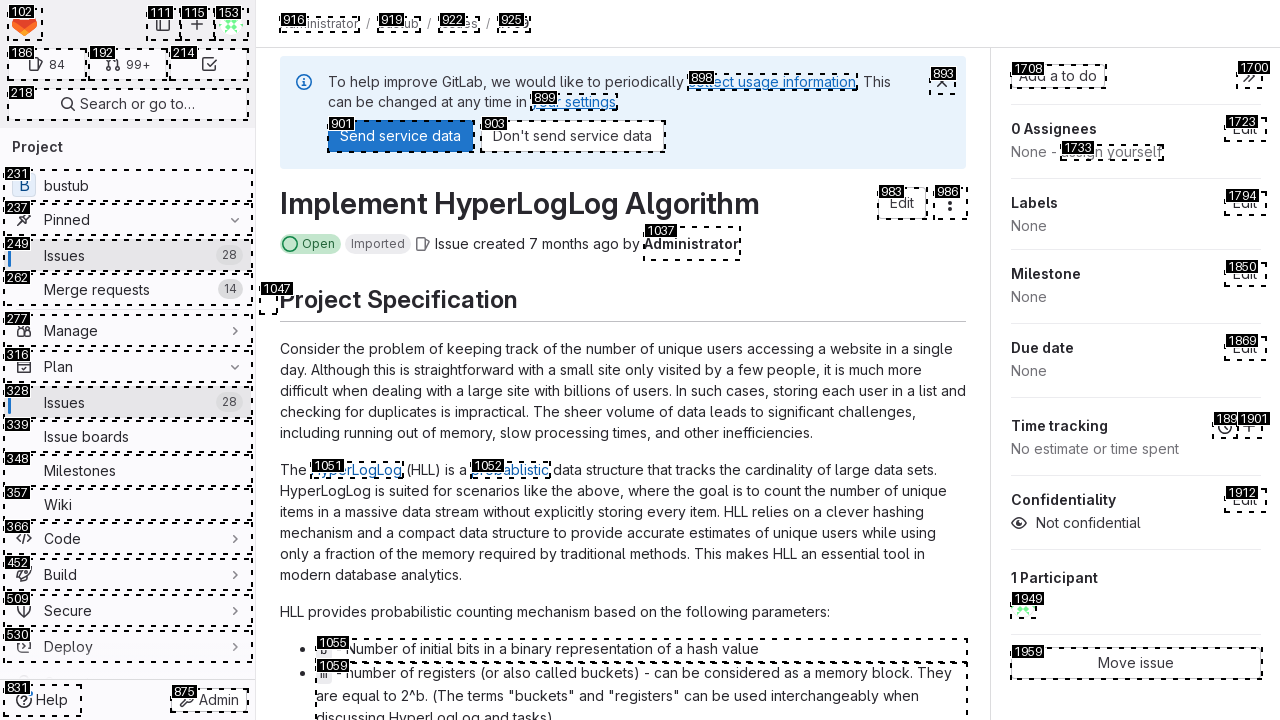 102
111
115
153
186
84
192
99+
214
218
Search or go to…
Project
231
B
bustub
237
Pinned
249
Issues
28
262
Merge requests
14
277
Manage
316
Plan
328
Issues
28
339
Issue boards
348
Milestones
357
Wiki
366
Code
452
Build
509
Secure
530
Deploy
831
Help
875
Admin
916
/
919
/
922
/
925
To help improve GitLab, we would like to periodically 898 collect usage information. This
can be changed at any time in 899 your settings.
893
901
Send service data
903
Don't send service data
Implement HyperLogLog Algorithm
983
Edit
986
Open
Imported
Issue created 7 months ago by
1037
Administrator
1047
Project Specification
Consider the problem of keeping track of the number of unique users accessing a website in a single
day. Although this is straightforward with a small site only visited by a few people, it is much more
difficult when dealing with a large site with billions of users. In such cases, storing each user in a list and
checking for duplicates is impractical. The sheer volume of data leads to significant challenges,
including running out of memory, slow processing times, and other inefficiencies.
The 1051 HyperLogLog (HLL) is a 1052 probablistic data structure that tracks the cardinality of large data sets.
HyperLogLog is suited for scenarios like the above, where the goal is to count the number of unique
items in a massive data stream without explicitly storing every item. HLL relies on a clever hashing
mechanism and a compact data structure to provide accurate estimates of unique users while using
only a fraction of the memory required by traditional methods. This makes HLL an essential tool in
modern database analytics.
HLL provides probabilistic counting mechanism based on the following parameters:
1055
b - Number of initial bits in a binary representation of a hash value
1059
m - number of registers (or also called buckets) - can be considered as a memory block. They
are equal to 2^b. (The terms "buckets" and "registers" can be used interchangeably when
discussing HyperLogLog and tasks).
1708
Add a to do
1700
0 Assignees
1723
Edit
None -
1733
assign yourself
Labels
1794
Edit
None
Milestone
1850
Edit
None
Due date
1869
Edit
None
Time tracking
189
1901
No estimate or time spent
Confidentiality
1912
Edit
Not confidential
1 Participant
1949
1959
Move issue